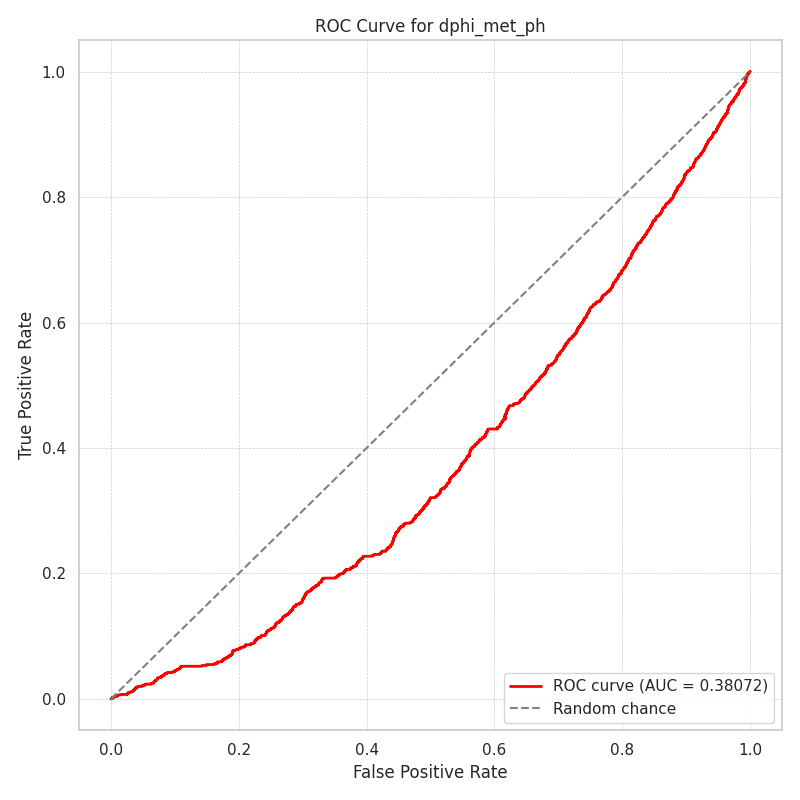 ROC Curve for dphi_met_ph
1.0
0.8
0.6
0.4
0.2
0.0
True Positive Rate
ROC curve (AUC = 0.38072)
Random chance
0.0 0.2 0.4 0.6 0.8 1.0
False Positive Rate